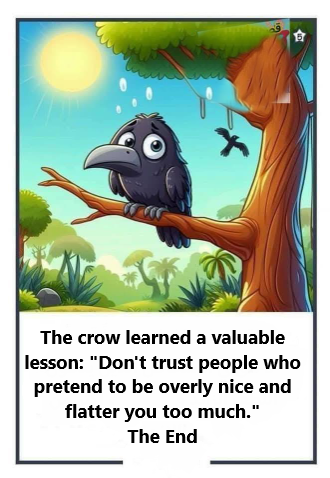 5
The crow learned a valuable
lesson: "Don't trust people who
pretend to be overly nice and
flatter you too much."
The End